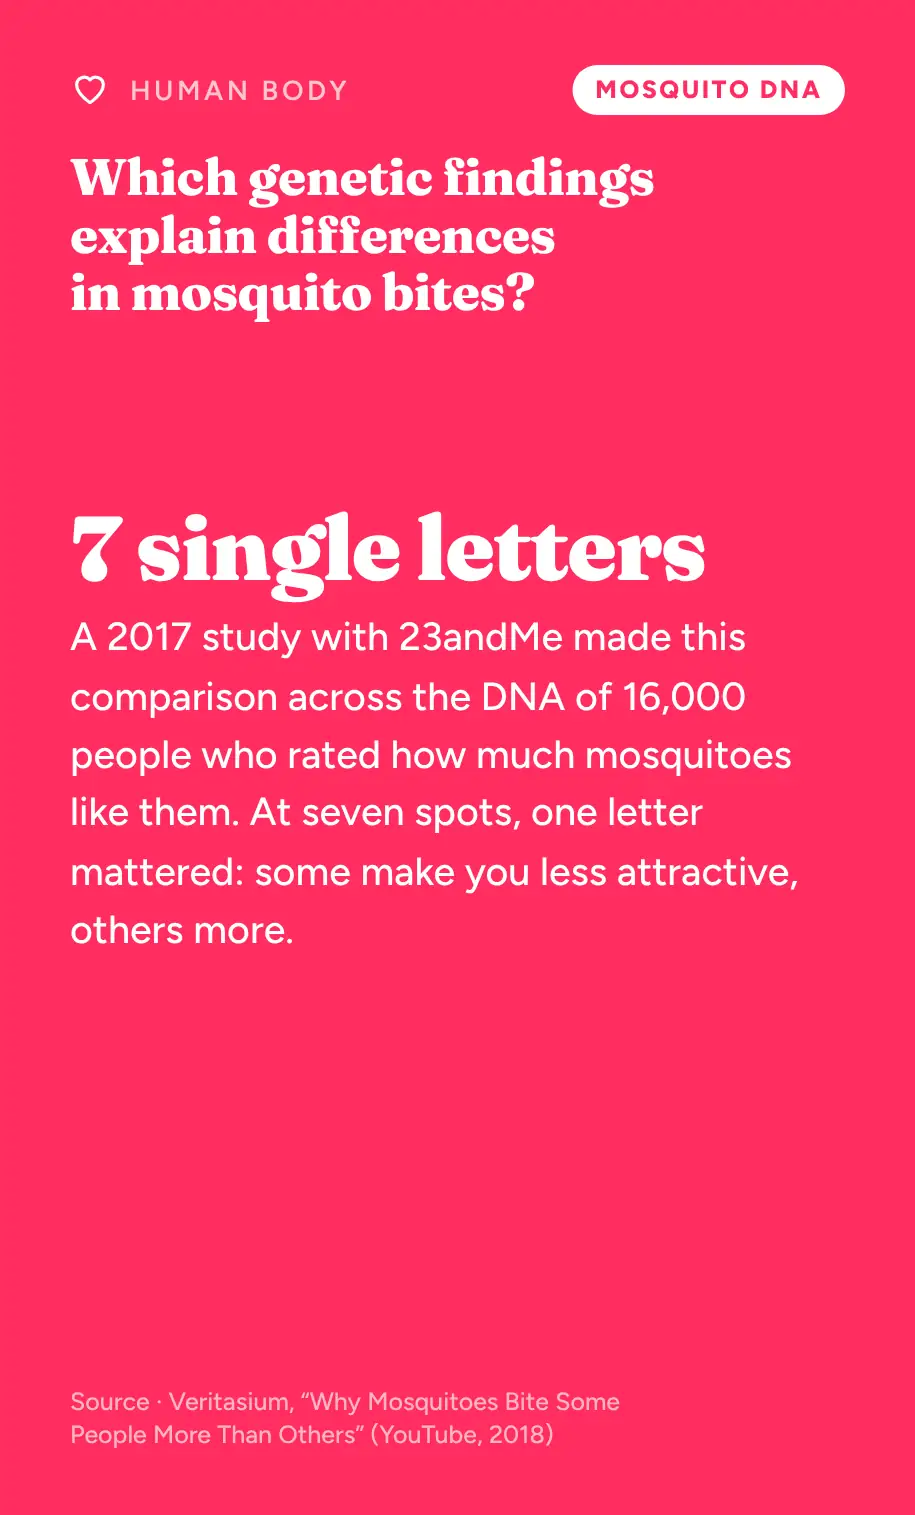 HUMAN BODY
MOSQUITO DNA
Which genetic findings
explain differences
in mosquito bites?
7 single letters
A 2017 study with 23andMe made this
comparison across the DNA of 16,000
people who rated how much mosquitoes
like them. At seven spots, one letter
mattered: some make you less attractive,
others more.
Source · Veritasium, “Why Mosquitoes Bite Some
People More Than Others” (YouTube, 2018)